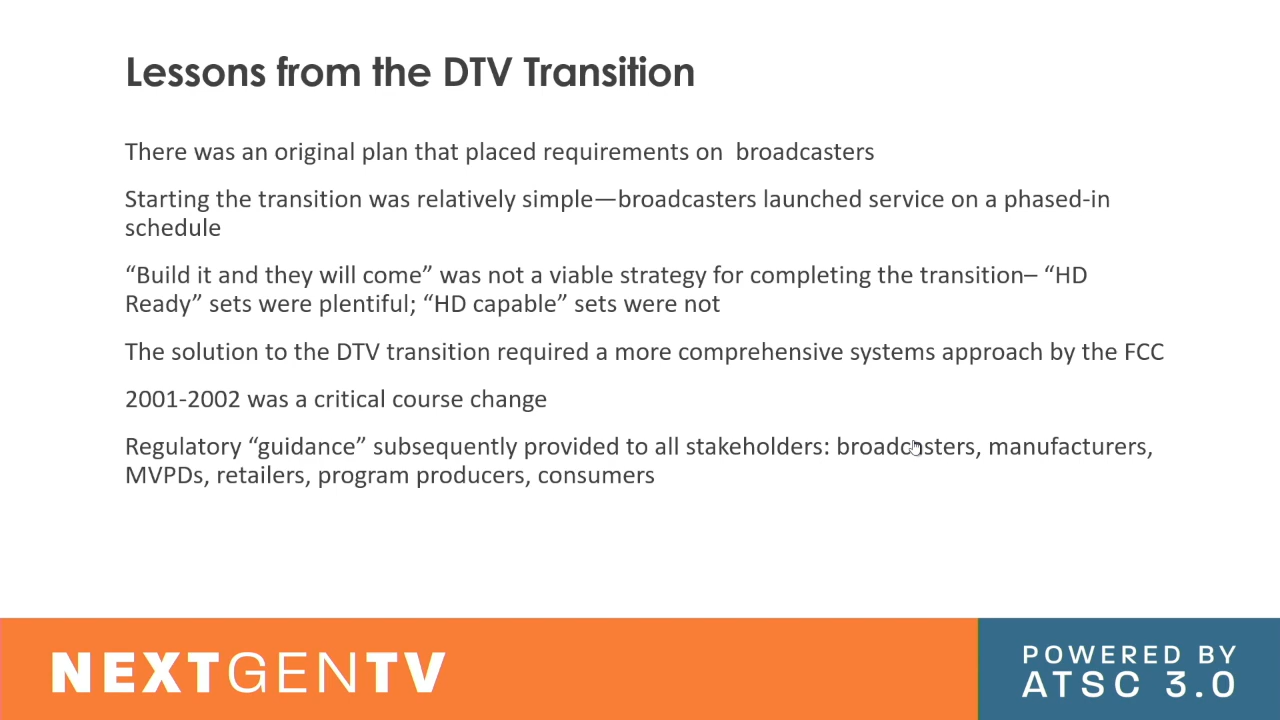 Lessons from the DTV Transition
There was an original plan that placed requirements on  broadcasters
Starting the transition was relatively simple—broadcasters launched service on a phased-in
schedule
“Build it and they will come” was not a viable strategy for completing the transition– “HD
Ready” sets were plentiful; “HD capable” sets were not
The solution to the DTV transition required a more comprehensive systems approach by the FCC
2001-2002 was a critical course change
Regulatory “guidance” subsequently provided to all stakeholders: broadcasters, manufacturers,
MVPDs, retailers, program producers, consumers
NEXTGENTV
POWERED BY
ATSC 3.0